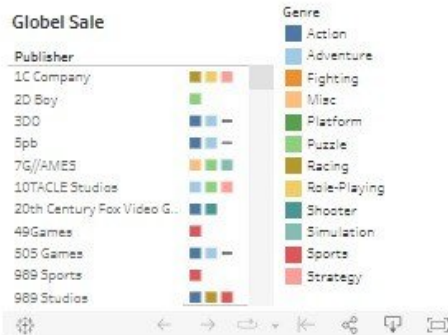 Globel Sale
Publisher
1C Company
2D Boy
3DO
5pb
7G//AMES
10TACLE Studios
20th Century Fox Video G..
49Games
505 Games
989 Sports
989 Studios
Genre
Action
Adventure
Fighting
Misc
Platform
Puzzle
Racing
Role-Playing
Shooter
Simulation
Sports
Strategy